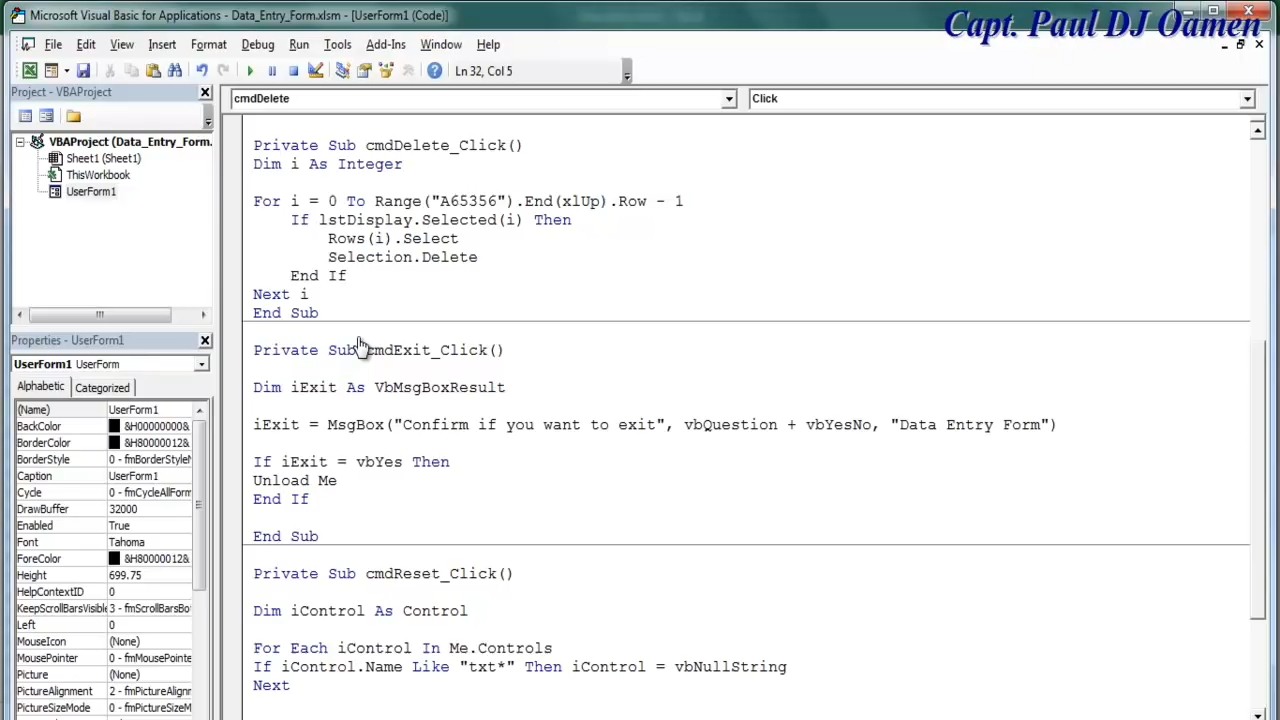 Microsoft Visual Basic for Applications - Data_Entry_Form.xlsm - [UserForm1 (Code)]
Capt. Paul DJ Oamen
File Edit View Insert Format Debug Run Tools Add-Ins Window Help
Ln 32, Col 5
Project - VBAProject
cmdDelete
Click
VBAProject (Data_Entry_Form.
Sheet1 (Sheet1)
ThisWorkbook
UserForm1
Properties - UserForm1
UserForm1 UserForm
Alphabetic Categorized
(Name) UserForm1
BackColor &H00000000&
BorderColor &H80000012&
BorderStyle 0 - fmBorderStyle
Caption UserForm1
Cycle 0 - fmCycleAllForm
DrawBuffer 32000
Enabled True
Font Tahoma
ForeColor &H80000012&
Height 699.75
HelpContextID 0
KeepScrollBarsVisible 3 - fmScrollBarsBo
Left 0
MouseIcon (None)
MousePointer 0 - fmMousePointe
Picture (None)
PictureAlignment 2 - fmPictureAlignr
PictureSizeMode 0 - fmPictureSizeM
Private Sub cmdDelete_Click()
Dim i As Integer
For i = 0 To Range("A65356").End(xlUp).Row - 1
If lstDisplay.Selected(i) Then
Rows(i).Select
Selection.Delete
End If
Next i
End Sub
Private Sub cmdExit_Click()
Dim iExit As VbMsgBoxResult
iExit = MsgBox("Confirm if you want to exit", vbQuestion + vbYesNo, "Data Entry Form")
If iExit = vbYes Then
Unload Me
End If
End Sub
Private Sub cmdReset_Click()
Dim iControl As Control
For Each iControl In Me.Controls
If iControl.Name Like "txt*" Then iControl = vbNullString
Next